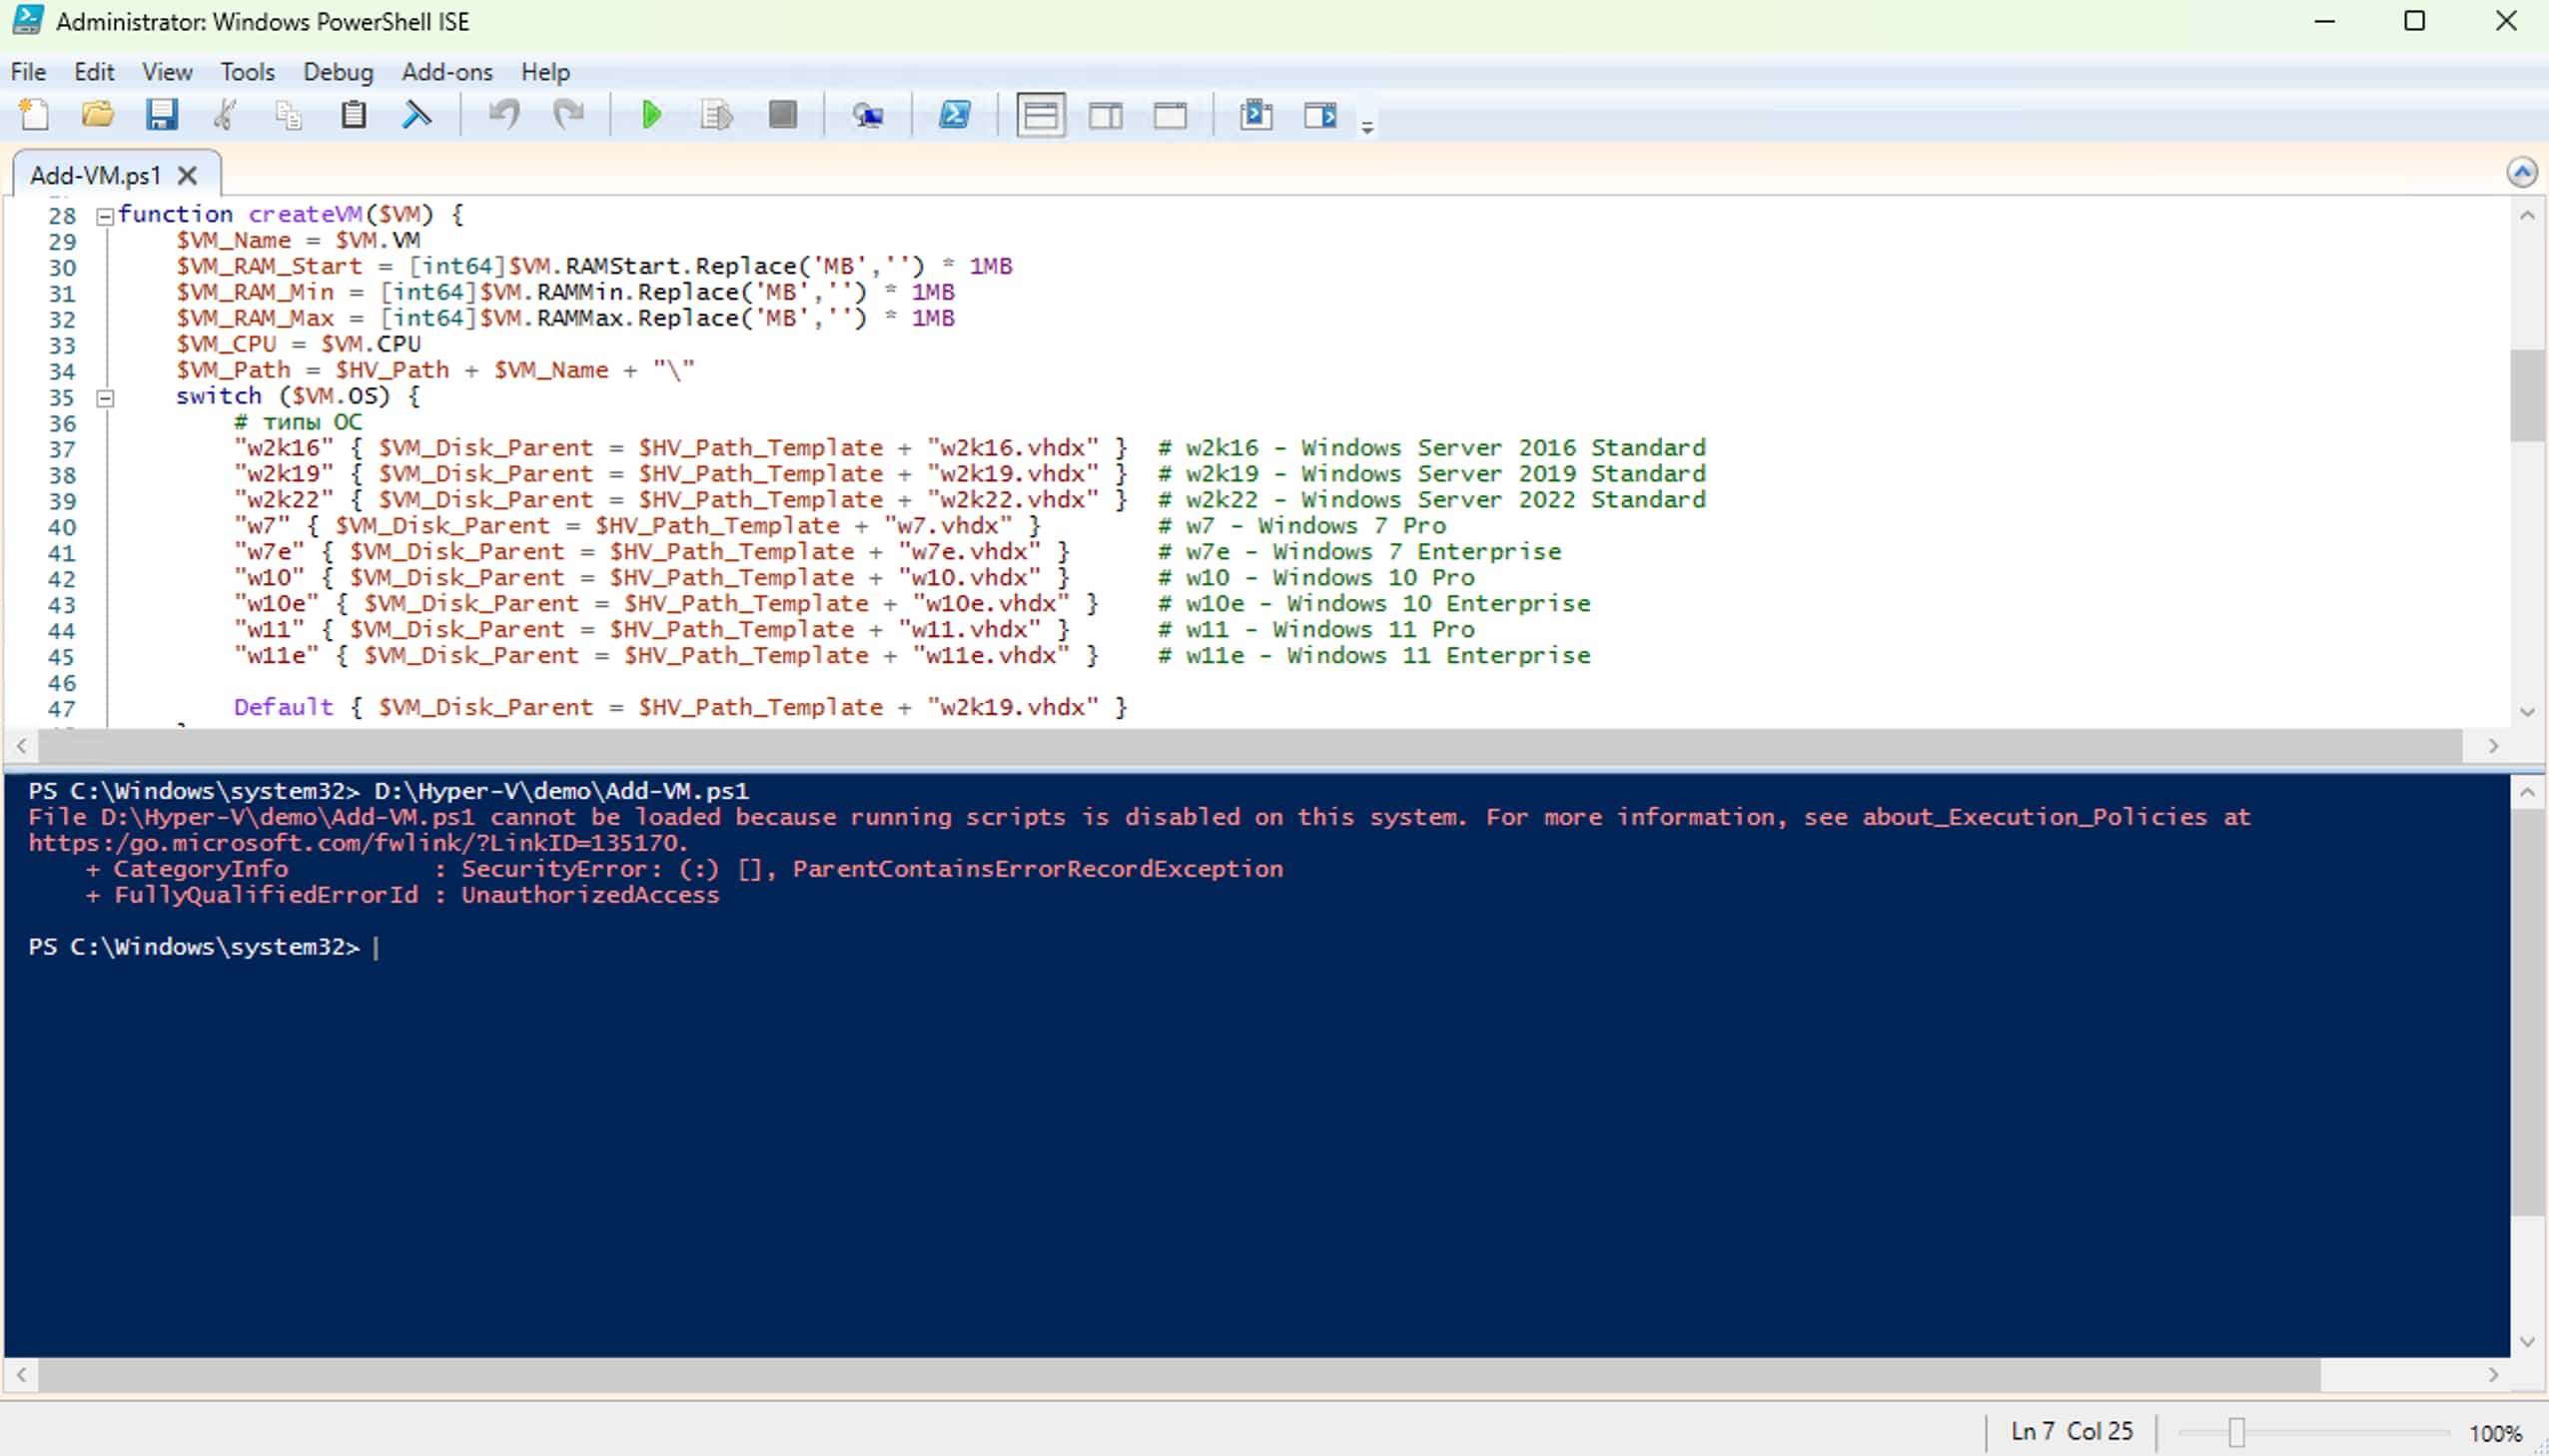 Administrator: Windows PowerShell ISE
File Edit View Tools Debug Add-ons Help
Add-VM.ps1
28 function createVM($VM) {
29 $VM_Name = $VM.VM
30 $VM_RAM_Start = [int64]$VM.RAMStart.Replace('MB','') * 1MB
31 $VM_RAM_Min = [int64]$VM.RAMMin.Replace('MB','') * 1MB
32 $VM_RAM_Max = [int64]$VM.RAMMax.Replace('MB','') * 1MB
33 $VM_CPU = $VM.CPU
34 $VM_Path = $HV_Path + $VM_Name + "\"
35 switch ($VM.OS) {
36 # типы ОС
37 "w2k16" { $VM_Disk_Parent = $HV_Path_Template + "w2k16.vhdx" } # w2k16 - Windows Server 2016 Standard
38 "w2k19" { $VM_Disk_Parent = $HV_Path_Template + "w2k19.vhdx" } # w2k19 - Windows Server 2019 Standard
39 "w2k22" { $VM_Disk_Parent = $HV_Path_Template + "w2k22.vhdx" } # w2k22 - Windows Server 2022 Standard
40 "w7" { $VM_Disk_Parent = $HV_Path_Template + "w7.vhdx" } # w7 - Windows 7 Pro
41 "w7e" { $VM_Disk_Parent = $HV_Path_Template + "w7e.vhdx" } # w7e - Windows 7 Enterprise
42 "w10" { $VM_Disk_Parent = $HV_Path_Template + "w10.vhdx" } # w10 - Windows 10 Pro
43 "w10e" { $VM_Disk_Parent = $HV_Path_Template + "w10e.vhdx" } # w10e - Windows 10 Enterprise
44 "w11" { $VM_Disk_Parent = $HV_Path_Template + "w11.vhdx" } # w11 - Windows 11 Pro
45 "w11e" { $VM_Disk_Parent = $HV_Path_Template + "w11e.vhdx" } # w11e - Windows 11 Enterprise
46
47 Default { $VM_Disk_Parent = $HV_Path_Template + "w2k19.vhdx" }
PS C:\Windows\system32> D:\Hyper-V\demo\Add-VM.ps1
File D:\Hyper-V\demo\Add-VM.ps1 cannot be loaded because running scripts is disabled on this system. For more information, see about_Execution_Policies at
https:/go.microsoft.com/fwlink/?LinkID=135170.
+ CategoryInfo : SecurityError: (:) [], ParentContainsErrorRecordException
+ FullyQualifiedErrorId : UnauthorizedAccess
PS C:\Windows\system32>
Ln 7 Col 25
100%